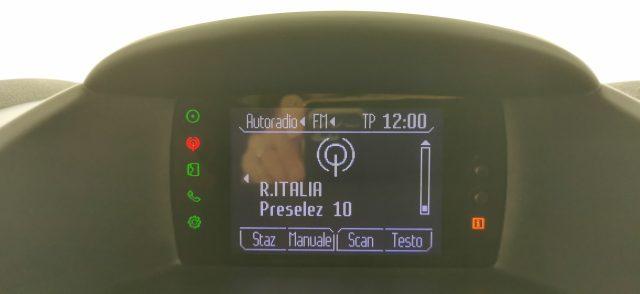 Autoradio FM TP 12:00
R.ITALIA
Preselez 10
Staz Manuale Scan Testo